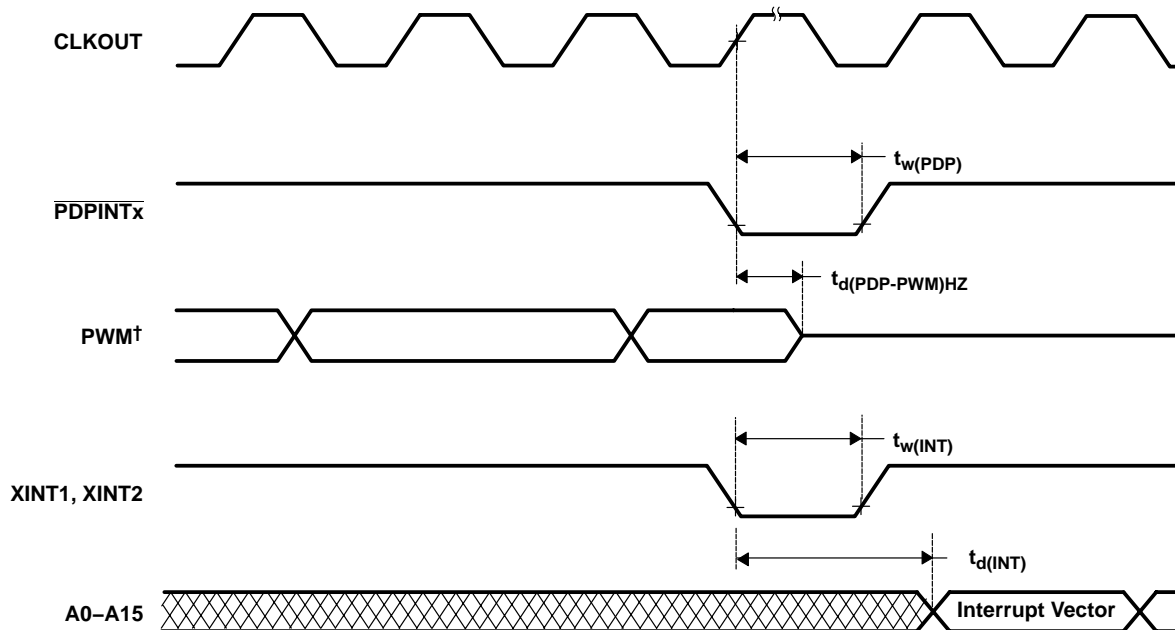 CLKOUT
tw(PDP)
PDPINTx
td(PDP-PWM)HZ
PWM†
tw(INT)
XINT1, XINT2
td(INT)
A0–A15
Interrupt Vector